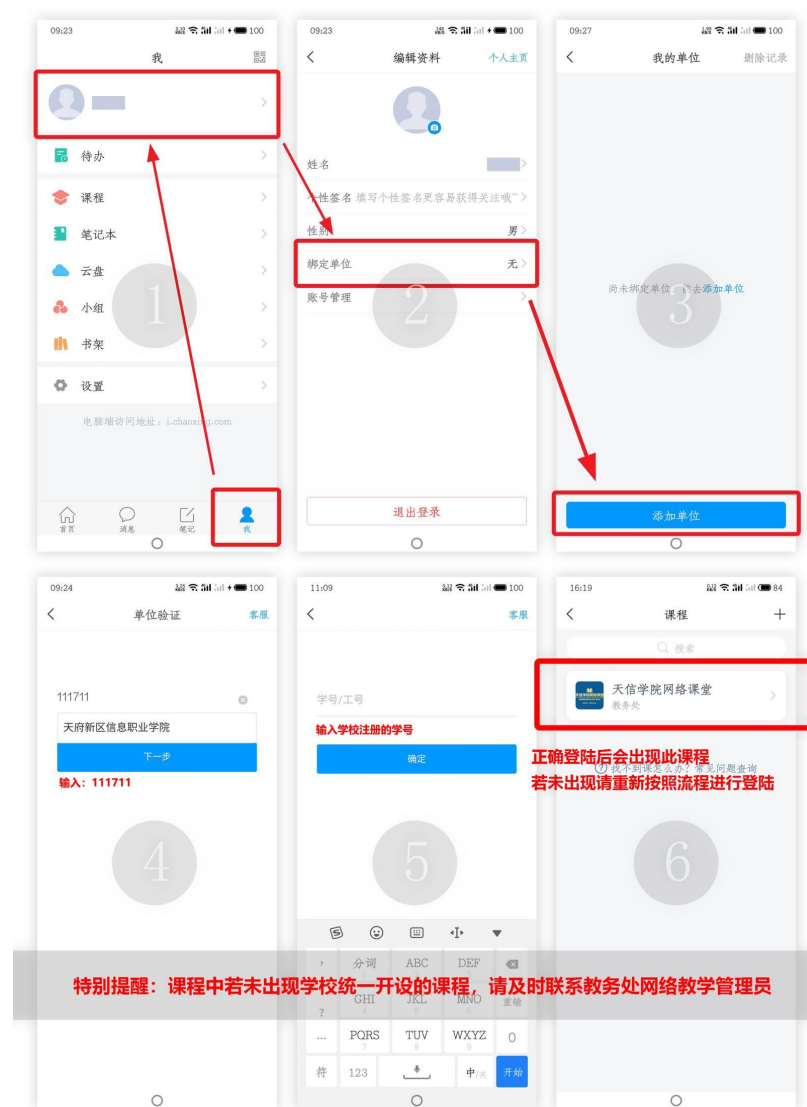 09:23
100
我
待办
课程
笔记本
云盘
小组
1
书架
设置
电脑端访问地址：i.chaoxing.com
首页
消息
笔记
我
09:23
100
编辑资料
个人主页
姓名
个性签名 填写个性签名更容易获得关注哦~
性别
男
绑定单位
无
账号管理
2
退出登录
09:27
100
我的单位
删除记录
尚未绑定单位，前去添加单位
3
添加单位
09:24
100
单位验证
客服
111711
天府新区信息职业学院
下一步
输入：111711
4
11:09
100
客服
学号/工号
输入学校注册的学号
确定
5
分词
ABC
DEF
GHI
JKL
MNO
重输
?
PQRS
TUV
WXYZ
0
...
符
123
中/英
开始
16:19
84
课程
搜索
天信学院网络课堂
教务处
正确登陆后会出现此课程
找不到课怎么办？常见问题查询
若未出现请重新按照流程进行登陆
6
特别提醒：课程中若未出现学校统一开设的课程，请及时联系教务处网络教学管理员